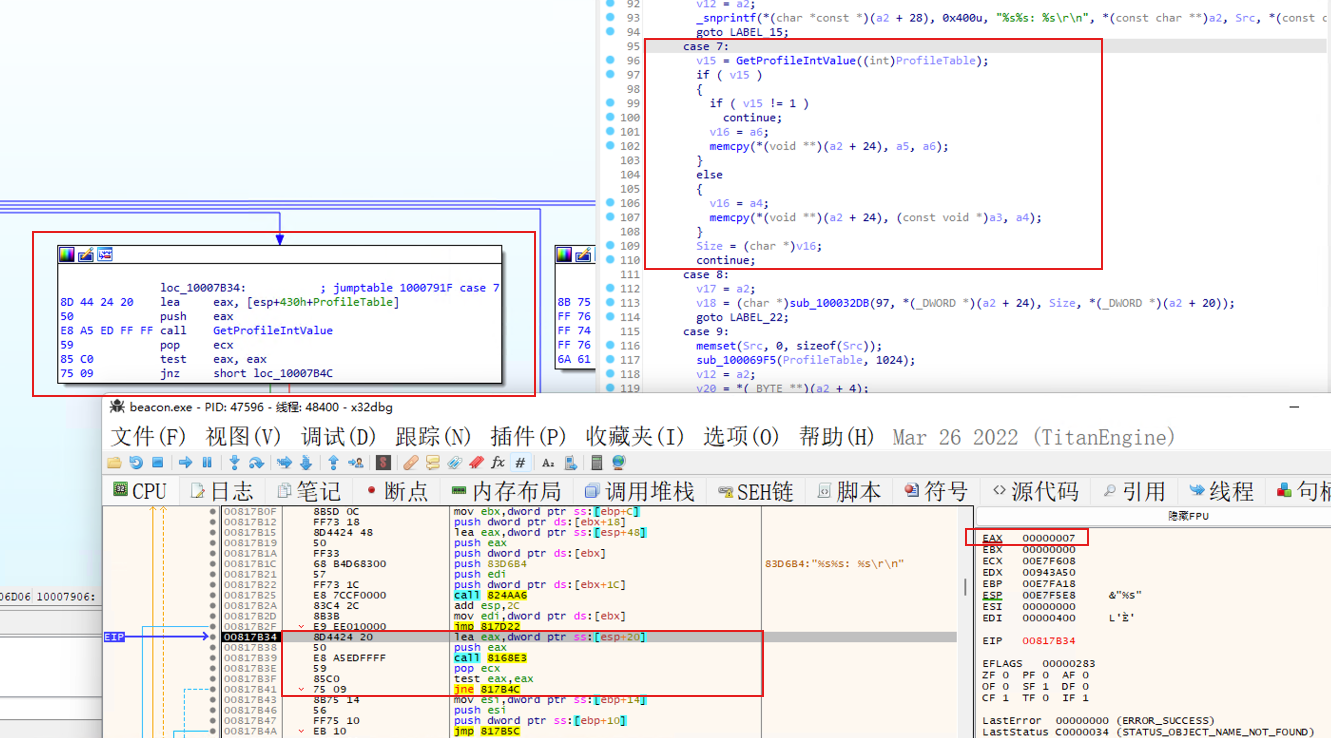 92 v12 = a2;
93 _snprintf(*(char *const *)(a2 + 28), 0x400u, "%s%s: %s\r\n", *(const char **)a2, Src, *(const c
94 goto LABEL_15;
95 case 7:
96 v15 = GetProfileIntValue((int)ProfileTable);
97 if ( v15 )
98 {
99 if ( v15 != 1 )
100 continue;
101 v16 = a6;
102 memcpy(*(void **)(a2 + 24), a5, a6);
103 }
104 else
105 {
106 v16 = a4;
107 memcpy(*(void **)(a2 + 24), (const void *)a3, a4);
108 }
109 Size = (char *)v16;
110 continue;
111 case 8:
112 v17 = a2;
113 v18 = (char *)sub_100032DB(97, *(_DWORD *)(a2 + 24), Size, *(_DWORD *)(a2 + 20));
114 goto LABEL_22;
115 case 9:
116 memset(Src, 0, sizeof(Src));
117 sub_100069F5(ProfileTable, 1024);
118 v12 = a2;
119 v20 = *(_BYTE **)(a2 + 4);
loc_10007B34: ; jumptable 1000791F case 7
8D 44 24 20 lea eax, [esp+430h+ProfileTable]
50 push eax
E8 A5 ED FF FF call GetProfileIntValue
59 pop ecx
85 C0 test eax, eax
75 09 jnz short loc_10007B4C
8B 75
FF 76
FF 74
FF 76
6A 61
06D06 10007906:
beacon.exe - PID: 47596 - 线程: 48400 - x32dbg
文件(F) 视图(V) 调试(D) 跟踪(N) 插件(P) 收藏夹(I) 选项(O) 帮助(H) Mar 26 2022 (TitanEngine)
CPU 日志 笔记 断点 内存布局 调用堆栈 SEH链 脚本 符号 源代码 引用 线程 句柄
隐藏FPU
00817B0F 8B5D 0C mov ebx,dword ptr ss:[ebp+C]
00817B12 FF73 18 push dword ptr ds:[ebx+18]
00817B15 8D4424 48 lea eax,dword ptr ss:[esp+48]
00817B19 50 push eax
00817B1A FF33 push dword ptr ds:[ebx]
00817B1C 68 B4D68300 push 83D6B4 83D6B4:"%s%s: %s\r\n"
00817B21 57 push edi
00817B22 FF73 1C push dword ptr ds:[ebx+1C]
00817B25 E8 7CCF0000 call 824AA6
00817B2A 83C4 2C add esp,2C
00817B2D 8B3B mov edi,dword ptr ds:[ebx]
00817B2F E9 EE010000 jmp 817D22
EIP 00817B34 8D4424 20 lea eax,dword ptr ss:[esp+20]
00817B38 50 push eax
00817B39 E8 A5EDFFFF call 8168E3
00817B3E 59 pop ecx
00817B3F 85C0 test eax,eax
00817B41 75 09 jne 817B4C
00817B43 8B75 14 mov esi,dword ptr ss:[ebp+14]
00817B46 56 push esi
00817B47 FF75 10 push dword ptr ss:[ebp+10]
00817B4A EB 10 jmp 817B5C
EAX 00000007
EBX 00000000
ECX 00E7F608
EDX 00943A50
EBP 00E7FA18
ESP 00E7F5E8 &"%s"
ESI 00000000
EDI 00000400
EIP 00817B34
EFLAGS 00000283
ZF 0 PF 0 AF 0
OF 0 SF 1 DF 0
CF 1 TF 0 IF 1
LastError 00000000 (ERROR_SUCCESS)
LastStatus C0000034 (STATUS_OBJECT_NAME_NOT_FOUND)